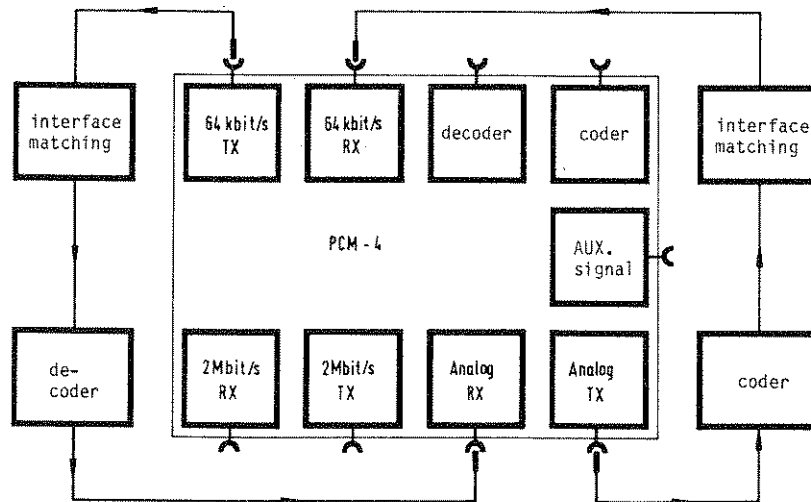 interface
matching
64 kbit/s
TX
64 kbit/s
RX
decoder
coder
interface
matching
PCM - 4
AUX.
signal
de-
coder
2Mbit/s
RX
2Mbit/s
TX
Analog
RX
Analog
TX
coder